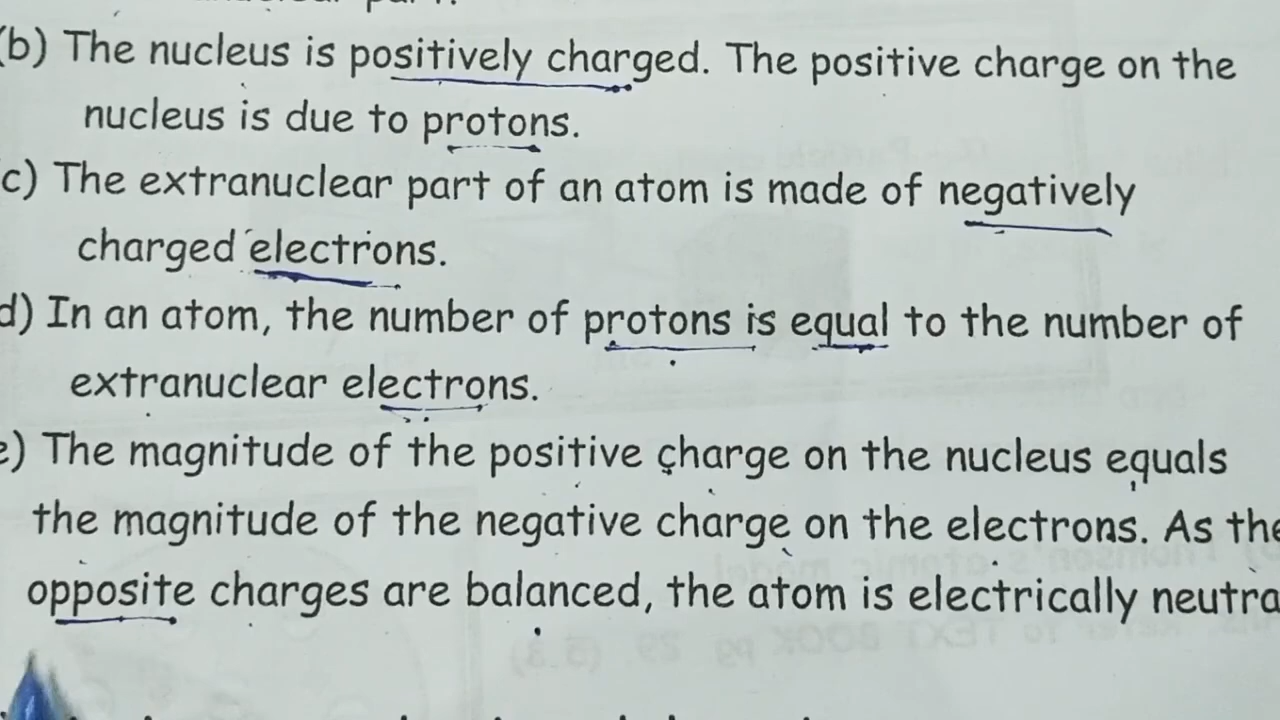 (b) The nucleus is positively charged. The positive charge on the
nucleus is due to protons.
c) The extranuclear part of an atom is made of negatively
charged electrons.
d) In an atom, the number of protons is equal to the number of
extranuclear electrons.
e) The magnitude of the positive charge on the nucleus equals
the magnitude of the negative charge on the electrons. As the
opposite charges are balanced, the atom is electrically neutra